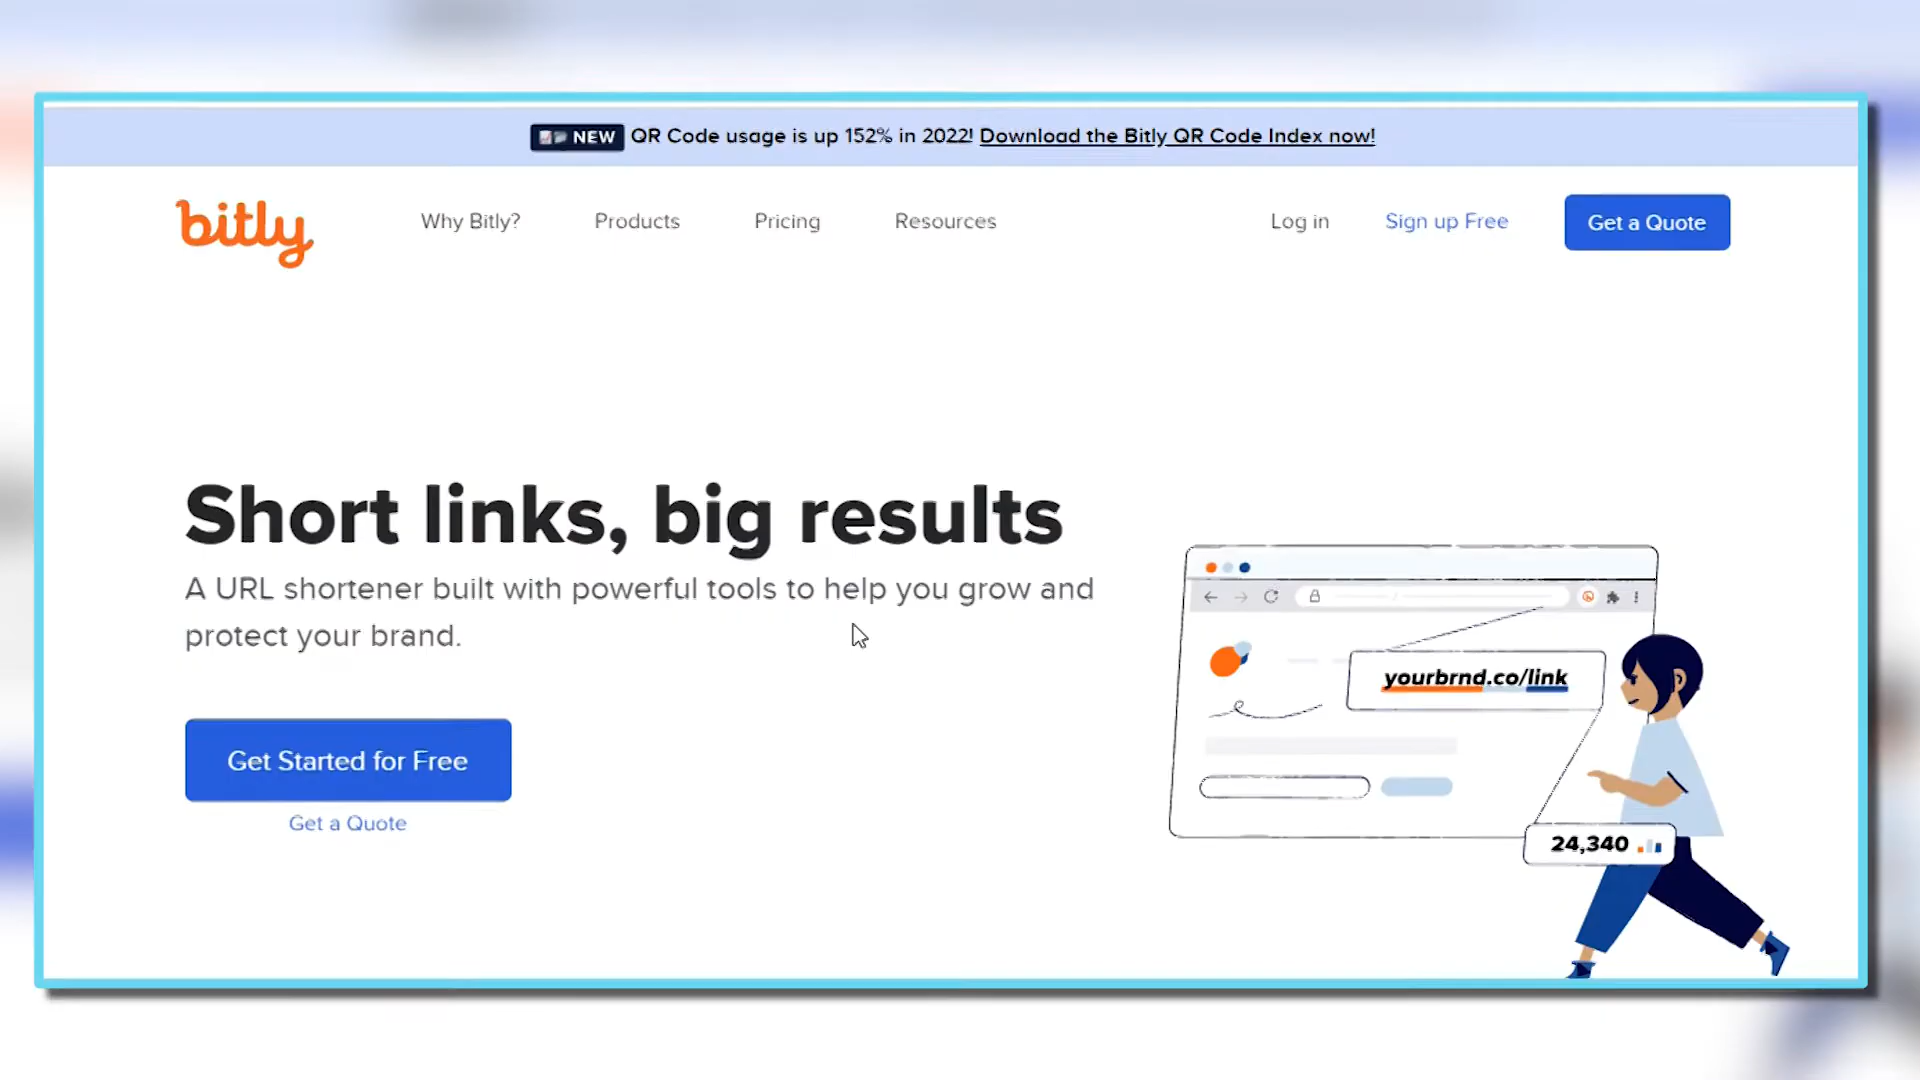 NEW QR Code usage is up 152% in 2022! Download the Bitly QR Code Index now!
bitly
Why Bitly? Products Pricing Resources Log in Sign up Free Get a Quote
Short links, big results
A URL shortener built with powerful tools to help you grow and
protect your brand.
yourbrnd.co/link
Get Started for Free
Get a Quote
24,340